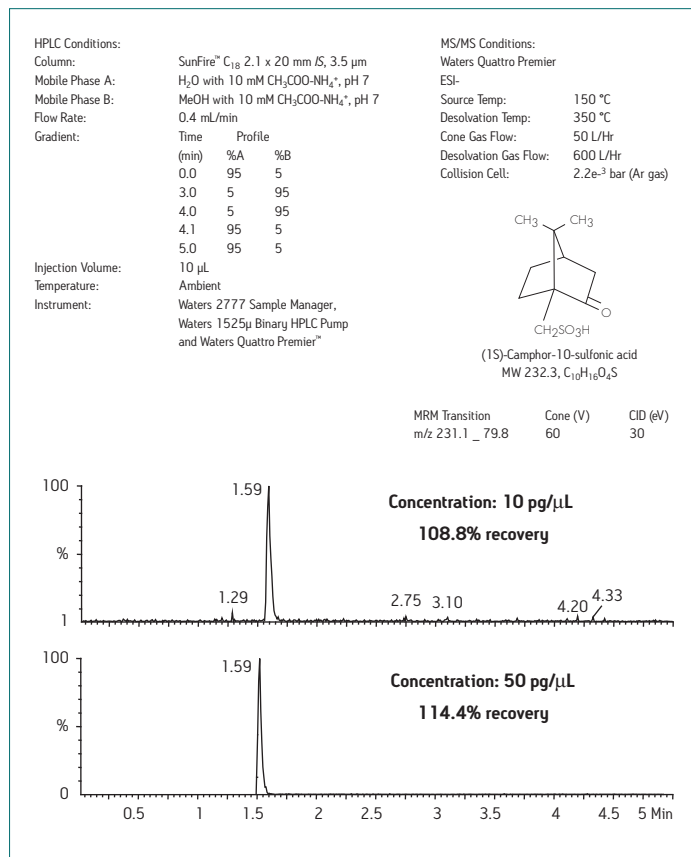 HPLC Conditions:
Column: SunFire™ C18 2.1 x 20 mm IS, 3.5 µm
Mobile Phase A: H2O with 10 mM CH3COO-NH4+, pH 7
Mobile Phase B: MeOH with 10 mM CH3COO-NH4+, pH 7
Flow Rate: 0.4 mL/min
Gradient: Time Profile
(min) %A %B
0.0 95 5
3.0 5 95
4.0 5 95
4.1 95 5
5.0 95 5
Injection Volume: 10 µL
Temperature: Ambient
Instrument: Waters 2777 Sample Manager,
Waters 1525µ Binary HPLC Pump
and Waters Quattro Premier™
MS/MS Conditions:
Waters Quattro Premier
ESI-
Source Temp: 150 °C
Desolvation Temp: 350 °C
Cone Gas Flow: 50 L/Hr
Desolvation Gas Flow: 600 L/Hr
Collision Cell: 2.2e-3 bar (Ar gas)
CH3 CH3
O
CH2SO3H
(1S)-Camphor-10-sulfonic acid
MW 232.3, C10H16O4S
MRM Transition Cone (V) CID (eV)
m/z 231.1 _ 79.8 60 30
100
1.59
Concentration: 10 pg/µL
108.8% recovery
%
1.29 2.75 3.10 4.20 4.33
1
100
1.59
Concentration: 50 pg/µL
114.4% recovery
%
0
0.5 1 1.5 2 2.5 3 3.5 4 4.5 5 Min